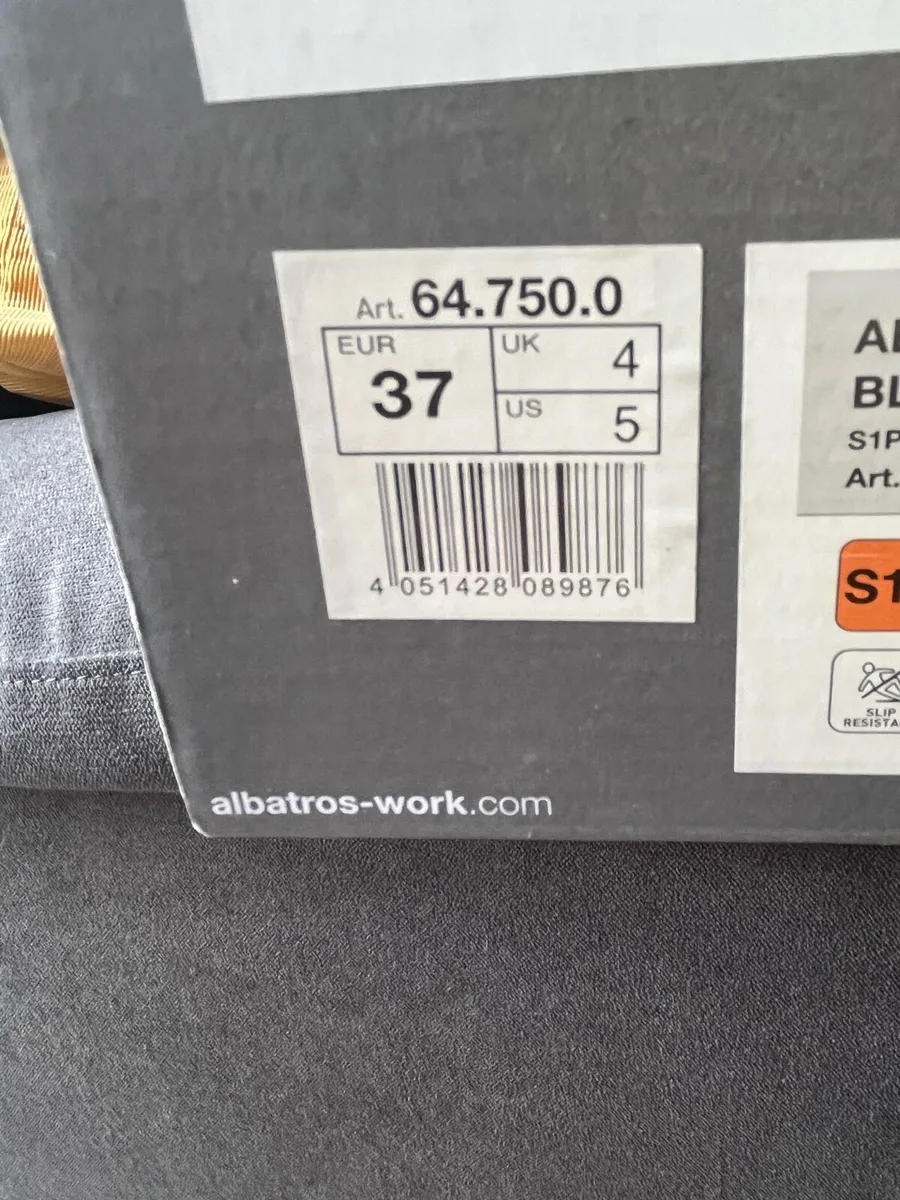 Art. 64.750.0
EUR
37
UK 4
US 5
4 051428 089876
S1P
Art.
S1
SLIP
albatros-work.com